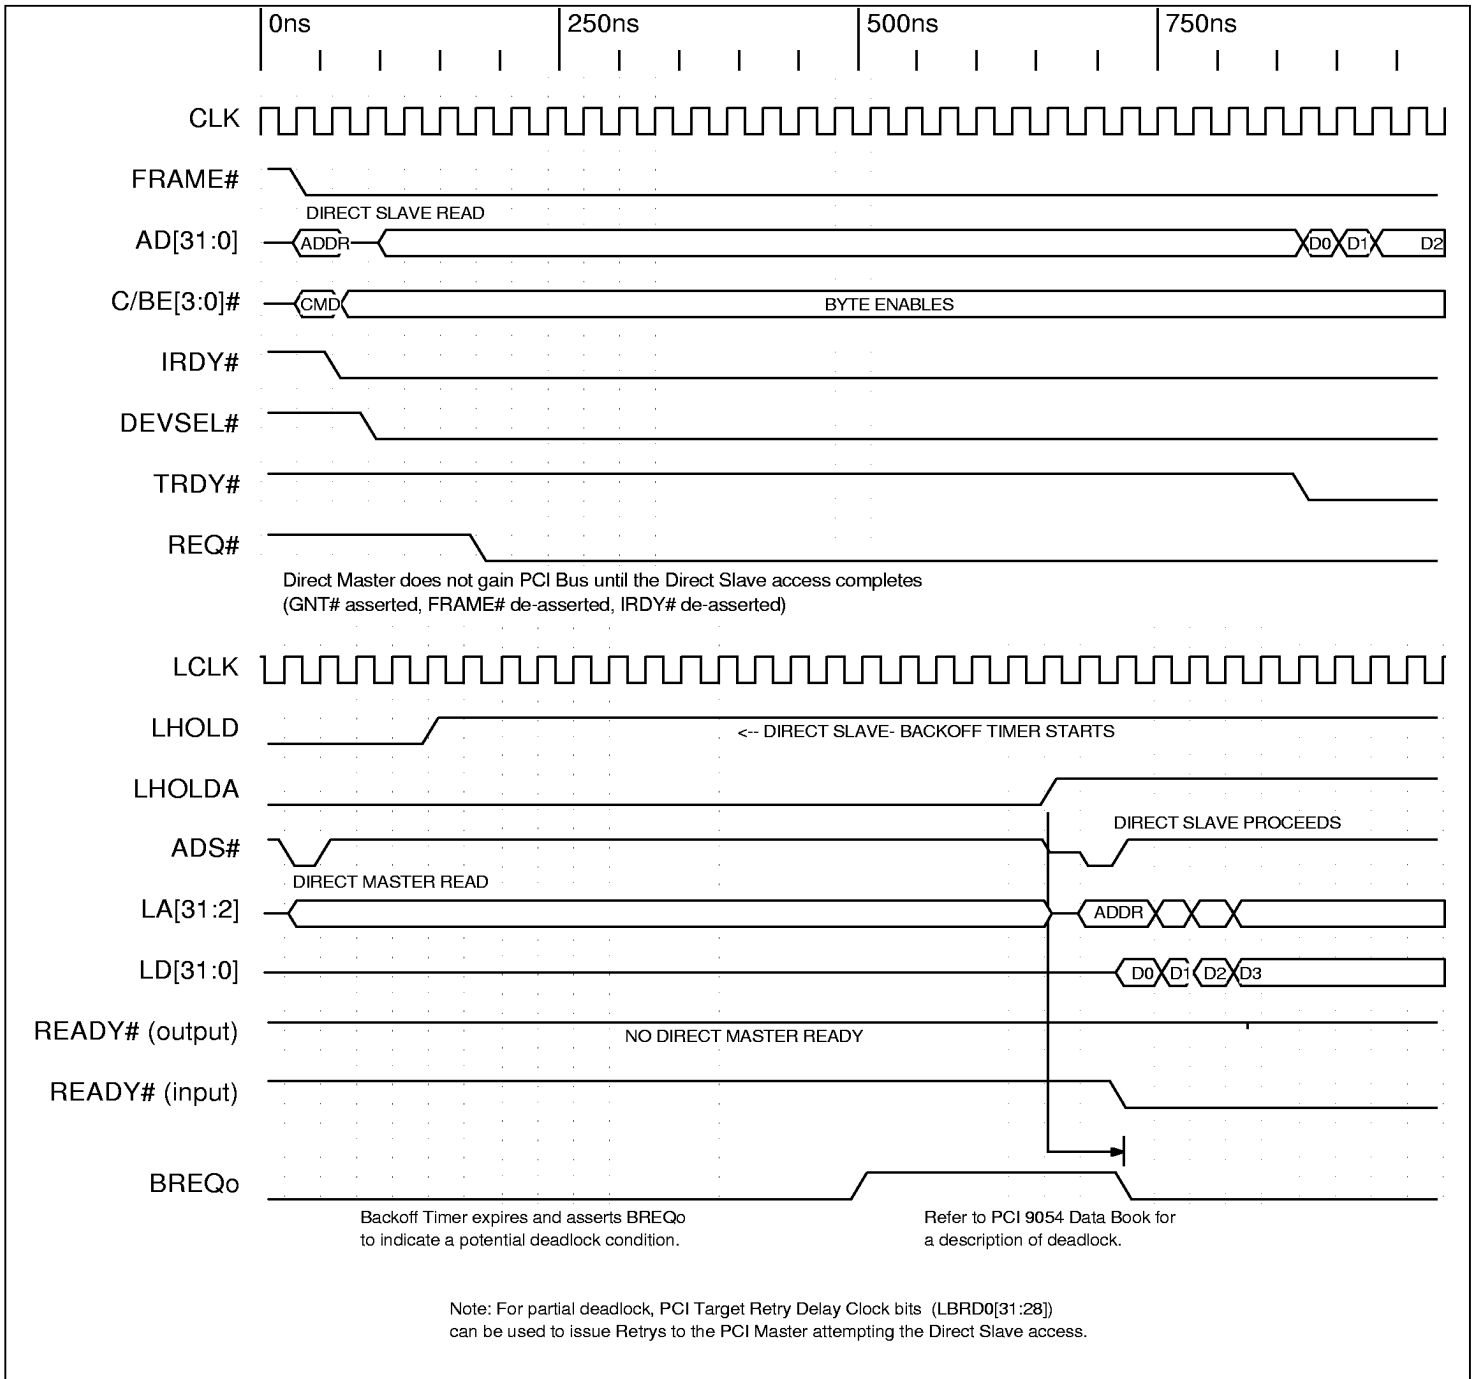 0ns 250ns 500ns 750ns
CLK
FRAME#
DIRECT SLAVE READ
AD[31:0] ADDR D0 D1 D2
C/BE[3:0]# CMD BYTE ENABLES
IRDY#
DEVSEL#
TRDY#
REQ#
Direct Master does not gain PCI Bus until the Direct Slave access completes
(GNT# asserted, FRAME# de-asserted, IRDY# de-asserted)
LCLK
LHOLD <-- DIRECT SLAVE- BACKOFF TIMER STARTS
LHOLDA
DIRECT SLAVE PROCEEDS
ADS#
DIRECT MASTER READ
LA[31:2] ADDR
LD[31:0] D0 D1 D2 D3
READY# (output) NO DIRECT MASTER READY
READY# (input)
BREQo
Backoff Timer expires and asserts BREQo
to indicate a potential deadlock condition.
Refer to PCI 9054 Data Book for
a description of deadlock.
Note: For partial deadlock, PCI Target Retry Delay Clock bits (LBRD0[31:28])
can be used to issue Retrys to the PCI Master attempting the Direct Slave access.